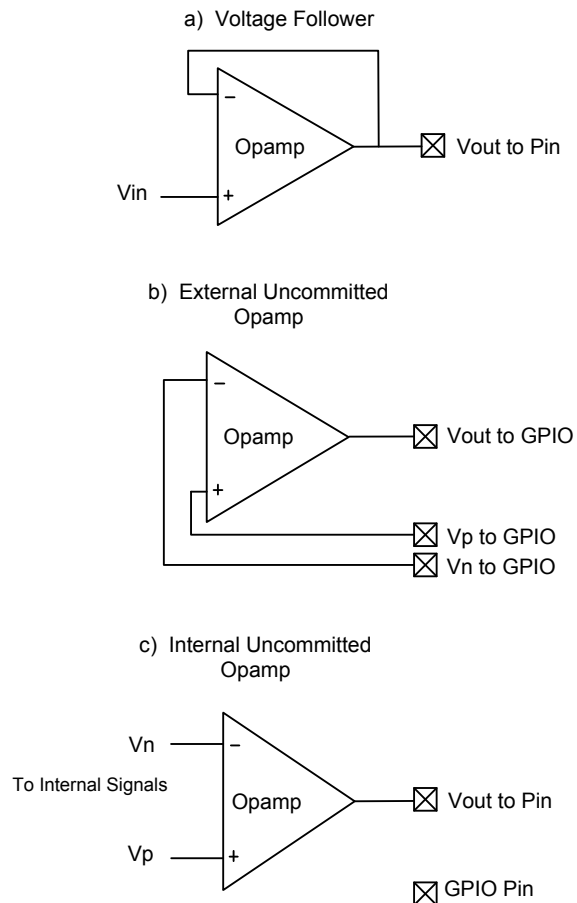 a) Voltage Follower
–
Opamp
Vout to Pin
Vin
+
b) External Uncommitted
Opamp
–
Opamp
Vout to GPIO
+
Vp to GPIO
Vn to GPIO
c) Internal Uncommitted
Opamp
Vn
–
To Internal Signals
Opamp
Vout to Pin
Vp
+
GPIO Pin